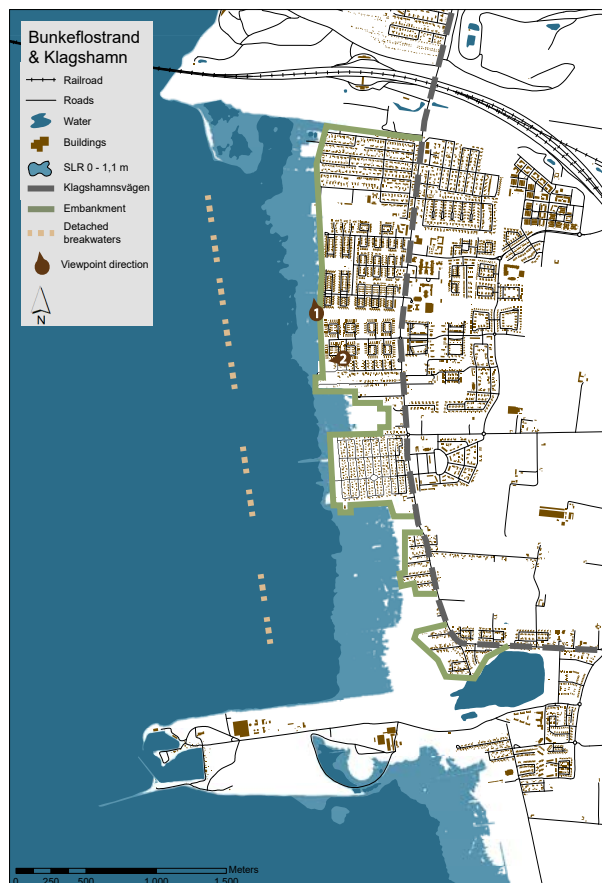 Bunkeflostrand
& Klagshamn
Railroad
Roads
Water
Buildings
SLR 0 - 1,1 m
Klagshamnsvägen
Embankment
Detached
breakwaters
Viewpoint direction
N
1
2
Meters
0 250 500 1 000 1 500